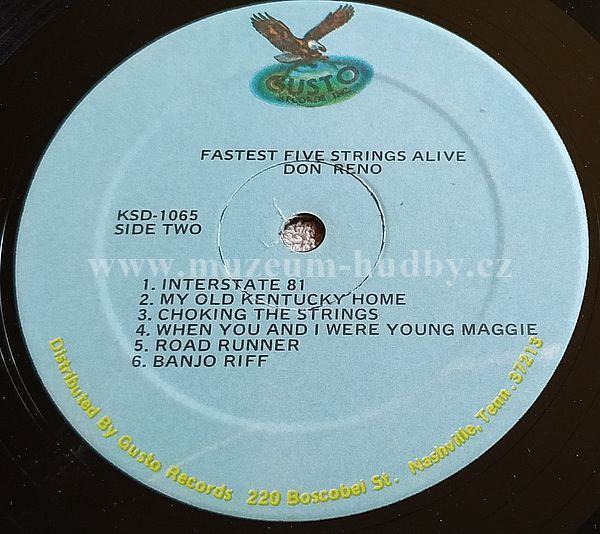 GUSTO
RECORDS INC.
FASTEST FIVE STRINGS ALIVE
DON RENO
KSD-1065
SIDE TWO
www.muzeum-hudby.cz
1. INTERSTATE 81
2. MY OLD KENTUCKY HOME
3. CHOKING THE STRINGS
4. WHEN YOU AND I WERE YOUNG MAGGIE
5. ROAD RUNNER
6. BANJO RIFF
Distributed By Gusto Records 220 Boscobel St. Nashville, Tenn. 37213